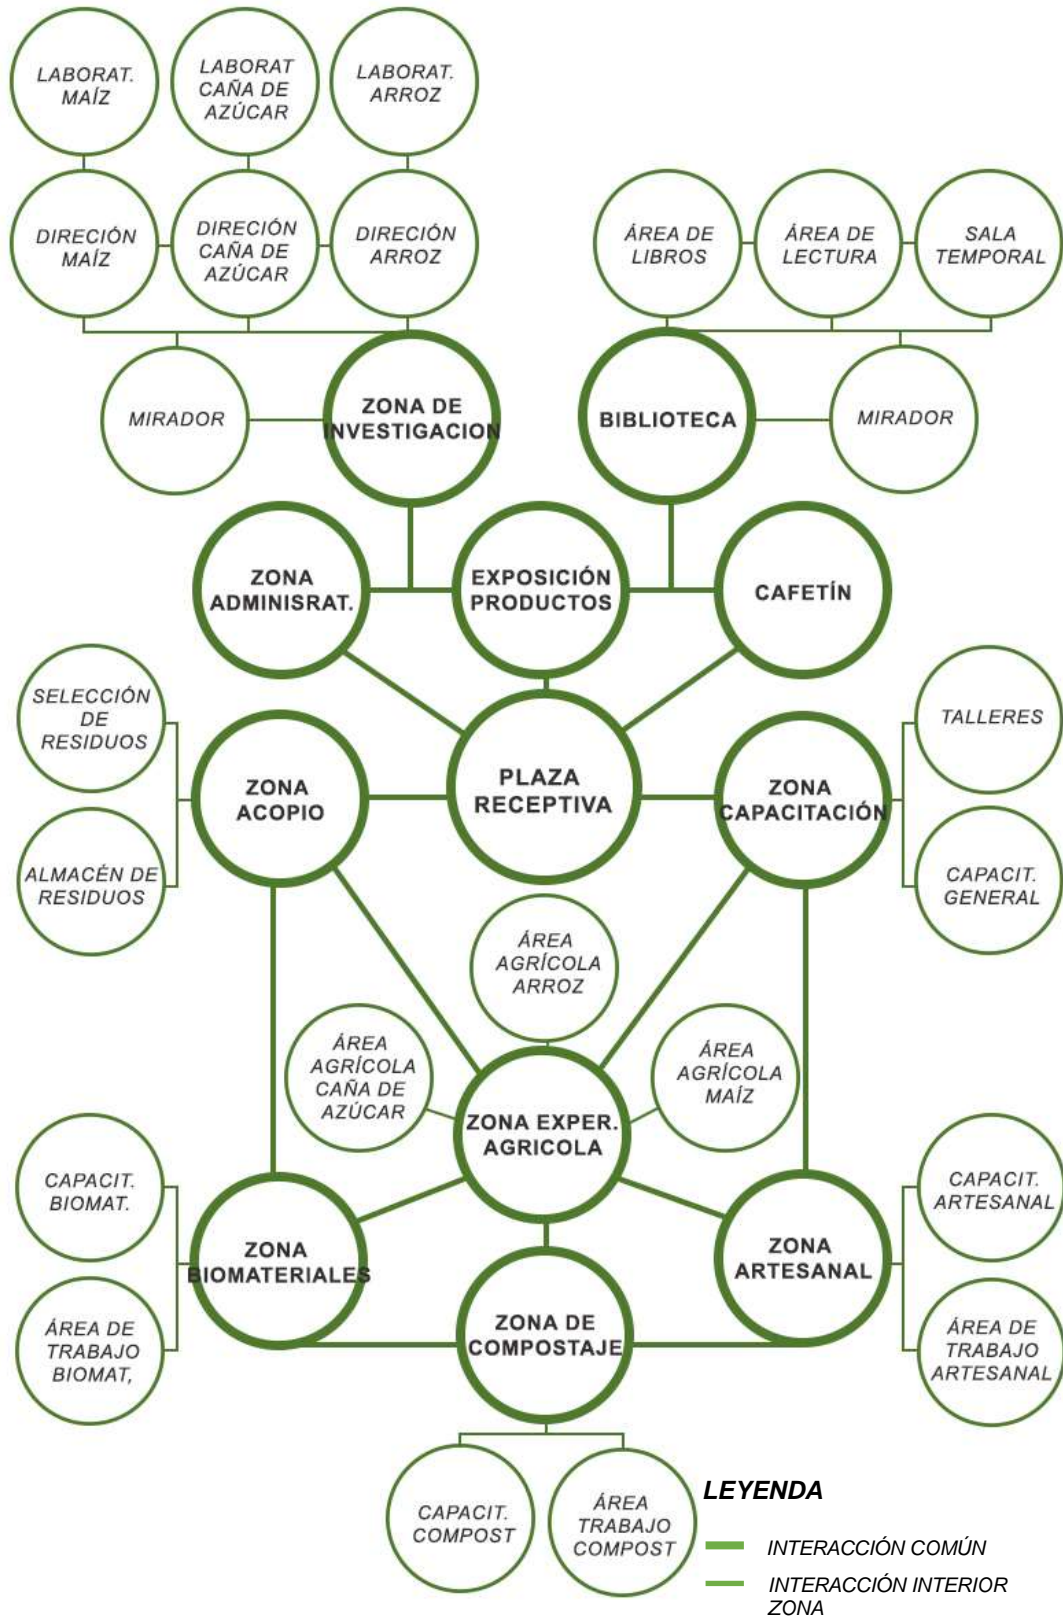 LABORAT.
MAÍZ
LABORAT
CAÑA DE
AZÚCAR
LABORAT.
ARROZ
DIRECIÓN
MAÍZ
DIRECIÓN
CAÑA DE
AZÚCAR
DIRECIÓN
ARROZ
ÁREA DE
LIBROS
ÁREA DE
LECTURA
SALA
TEMPORAL
MIRADOR
ZONA DE
INVESTIGACION
BIBLIOTECA
MIRADOR
ZONA
ADMINISRAT.
EXPOSICIÓN
PRODUCTOS
CAFETÍN
SELECCIÓN
DE
RESIDUOS
ZONA
ACOPIO
PLAZA
RECEPTIVA
ZONA
CAPACITACIÓN
TALLERES
ALMACÉN DE
RESIDUOS
CAPACIT.
GENERAL
ÁREA
AGRÍCOLA
ARROZ
ÁREA
AGRÍCOLA
CAÑA DE
AZÚCAR
ÁREA
AGRÍCOLA
MAÍZ
ZONA EXPER.
AGRICOLA
CAPACIT.
BIOMAT.
ZONA
BIOMATERIALES
ZONA
ARTESANAL
CAPACIT.
ARTESANAL
ÁREA DE
TRABAJO
BIOMAT,
ZONA DE
COMPOSTAJE
ÁREA DE
TRABAJO
ARTESANAL
CAPACIT.
COMPOST
ÁREA
TRABAJO
COMPOST
LEYENDA
INTERACCIÓN COMÚN
INTERACCIÓN INTERIOR
ZONA